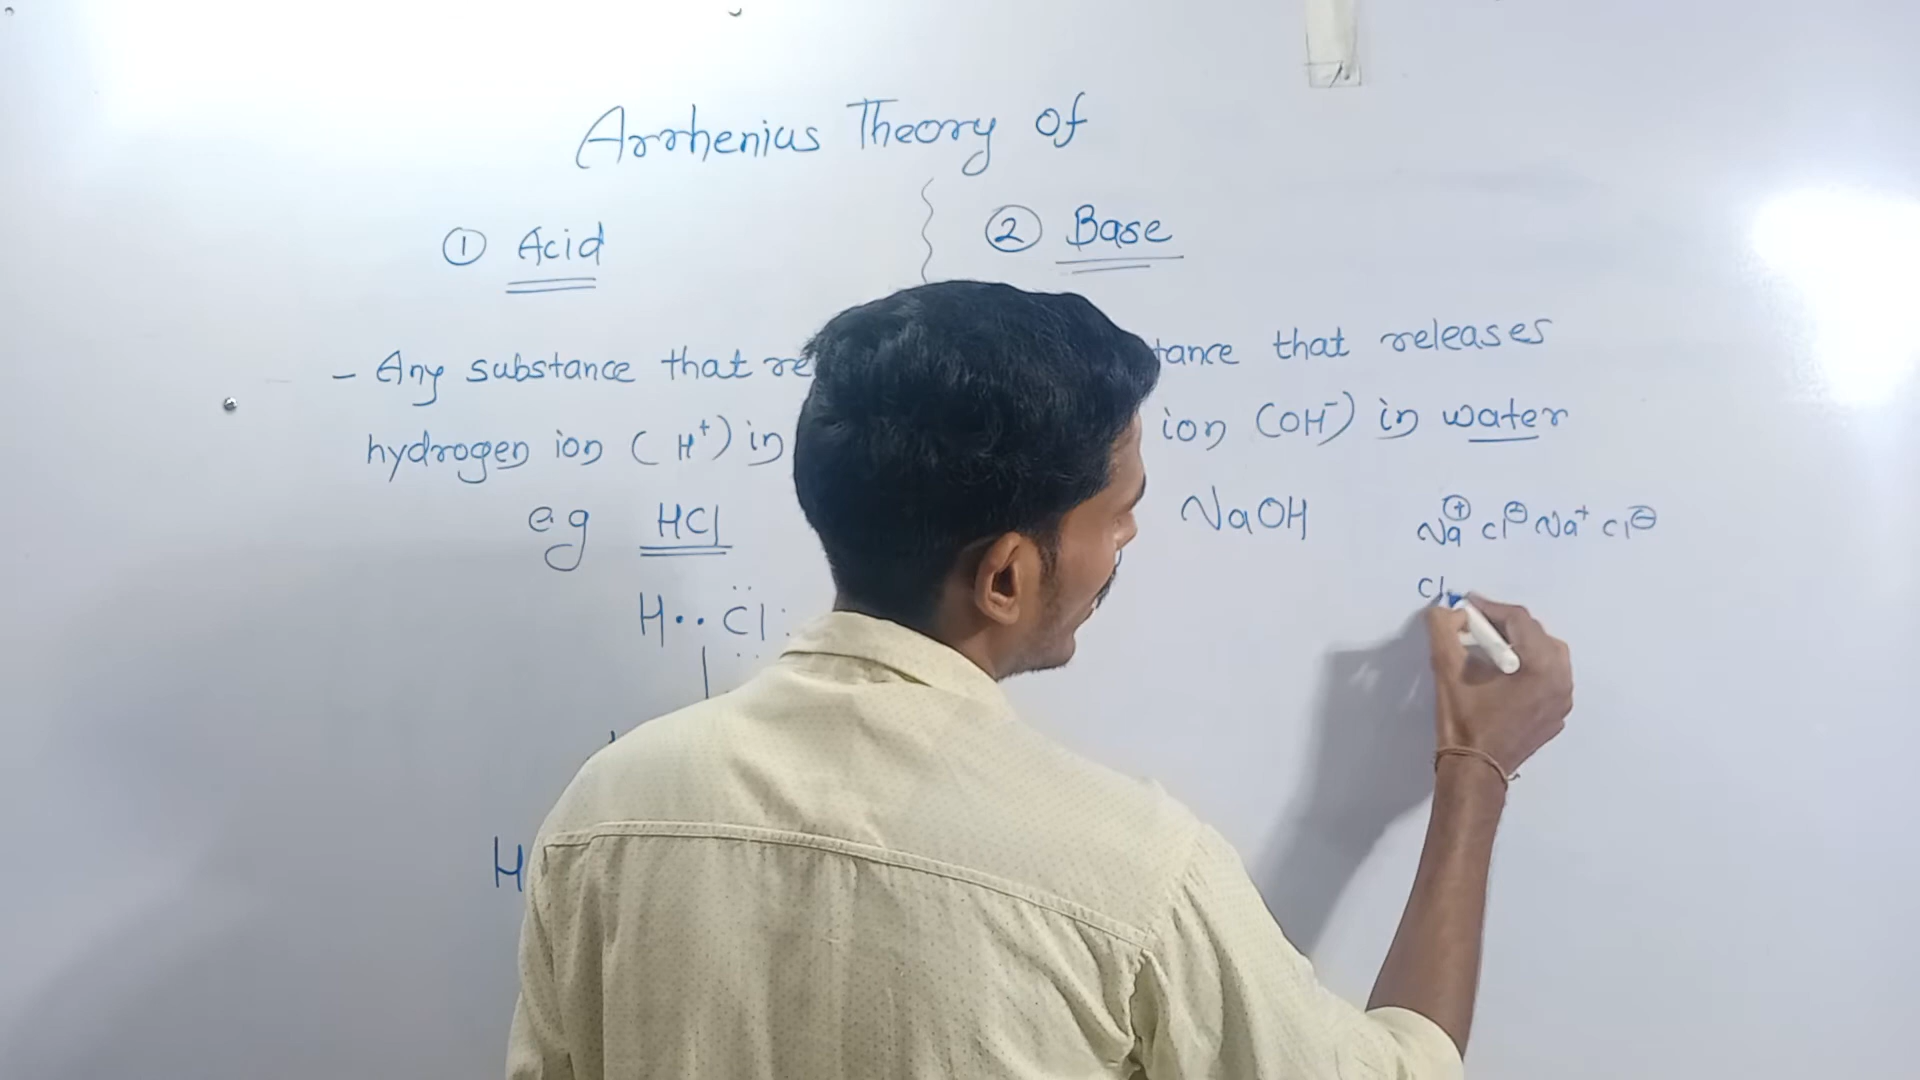 Arrhenius Theory of
① Acid
② Base
- Any substance that re
tance that releases
hydrogen ion (H⁺) in
ion (OH⁻) in water
e.g HCl
NaOH
Na⊕ Cl⊖ Na⁺ Cl⊖
H·· Cl:
Cl
H